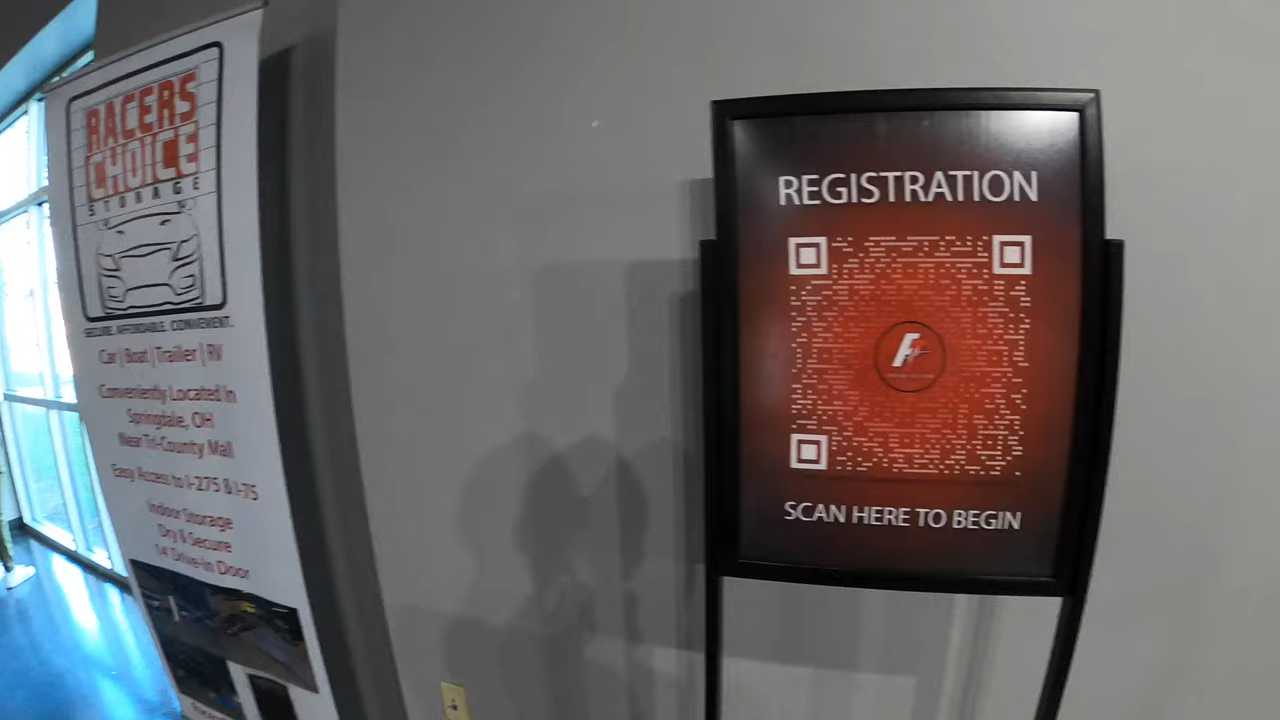 RACERS
CHOICE
STORAGE
SECURE. AFFORDABLE. CONVENIENT.
Car | Boat | Trailer | RV
Conveniently Located In
Springdale, OH
Near Tri-County Mall
Easy Access to I-275 & I-75
Indoor Storage
Dry & Secure
14' Drive-In Door
REGISTRATION
SCAN HERE TO BEGIN